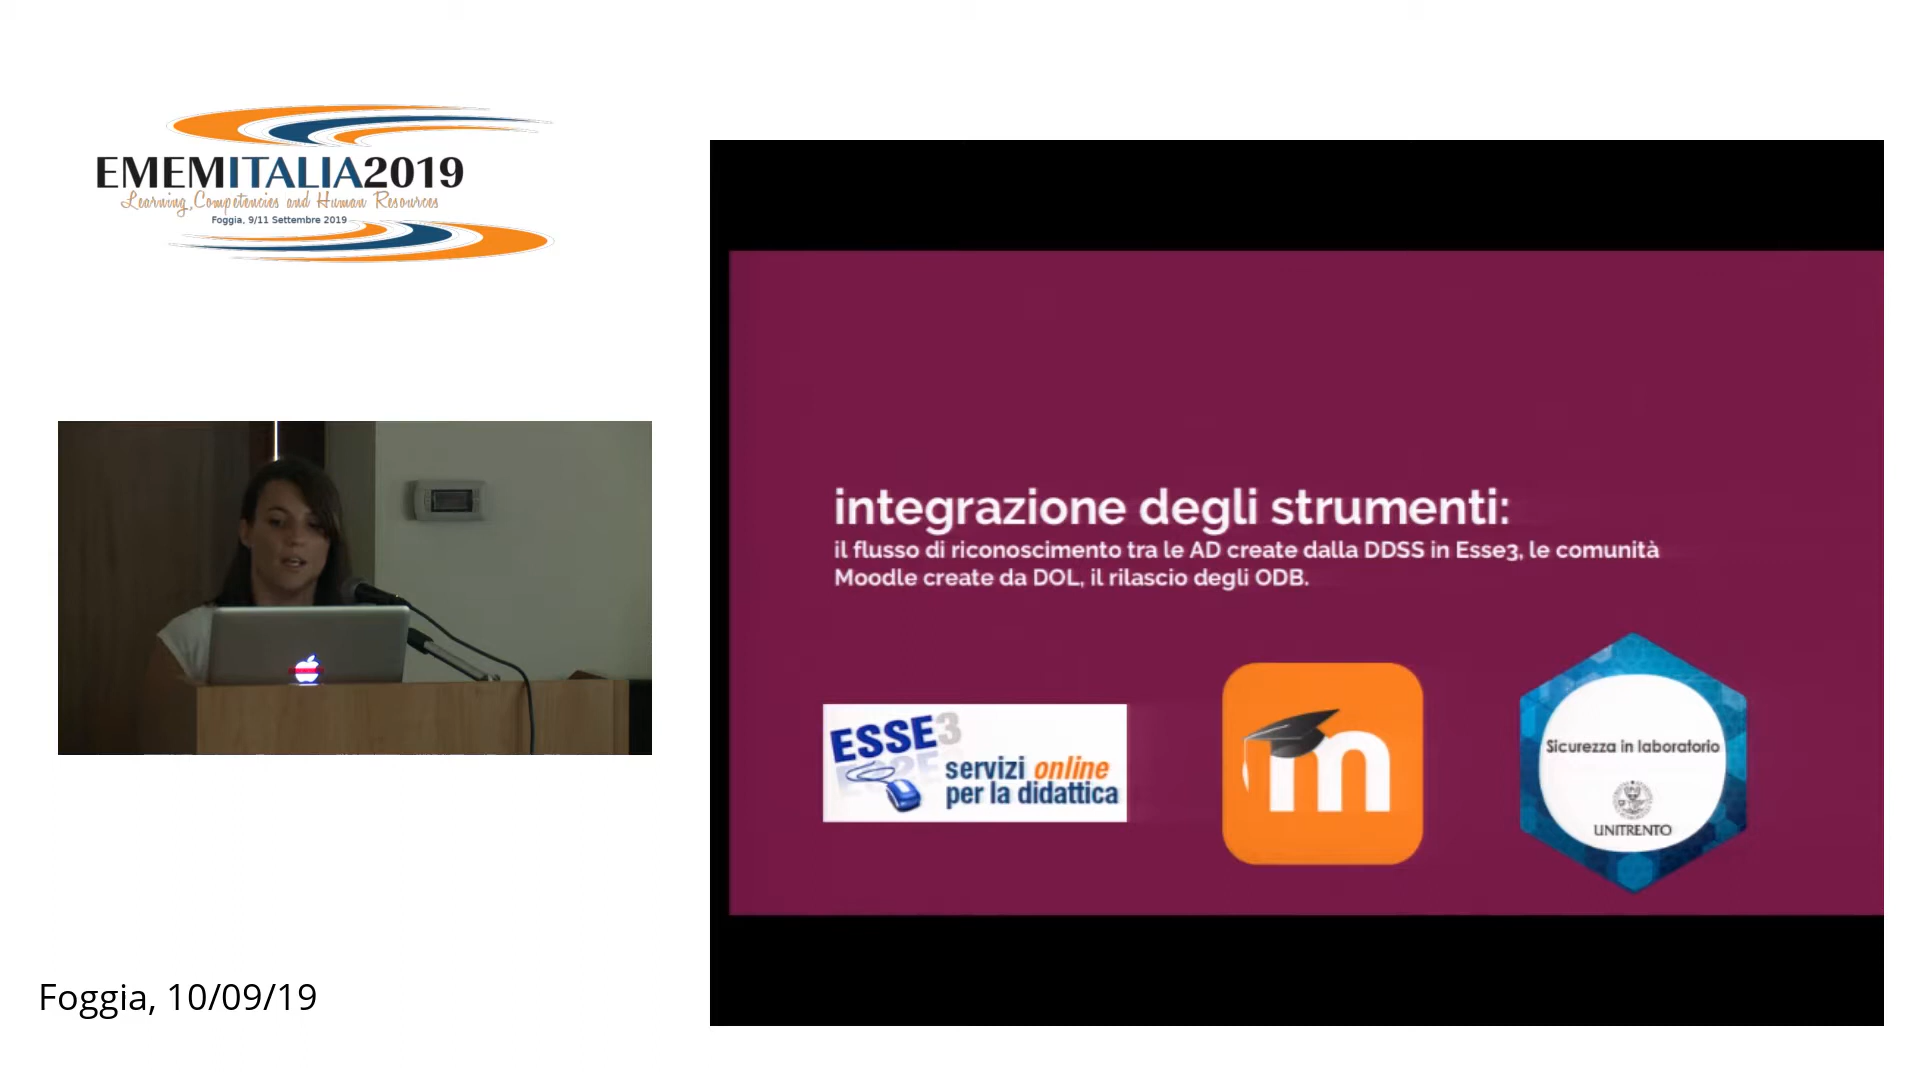 EMEMITALIA2019
Learning, Competencies and Human Resources
Foggia, 9/11 Settembre 2019
integrazione degli strumenti:
il flusso di riconoscimento tra le AD create dalla DDSS in Esse3, le comunità
Moodle create da DOL, il rilascio degli ODB.
ESSE3
servizi online
per la didattica
m
Sicurezza in laboratorio
UNITRENTO
Foggia, 10/09/19